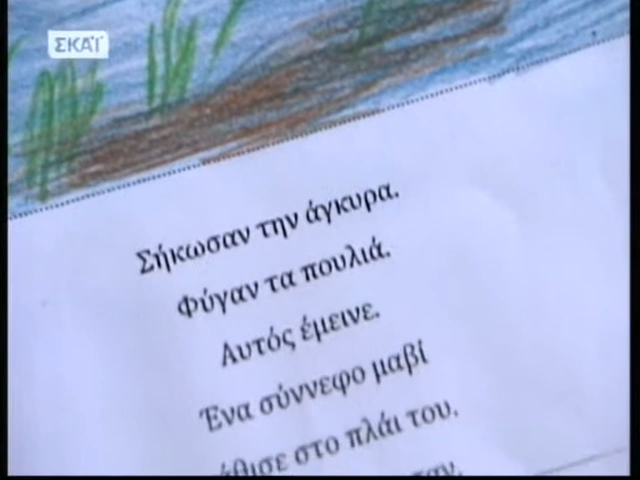 ΣΚΑΪ
Σήκωσαν την άγκυρα.
Φύγαν τα πουλιά.
Αυτός έμεινε.
Ένα σύννεφο μαβί
στο πλάι του.